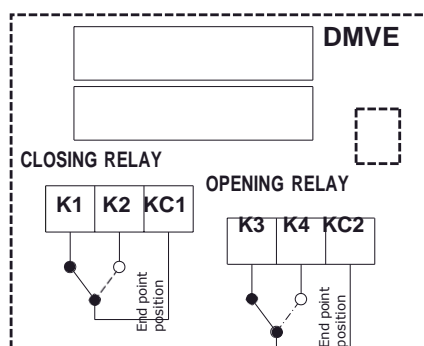 DMVE
CLOSING RELAY
K1 K2 KC1
End point
position
OPENING RELAY
K3 K4 KC2
End point
position